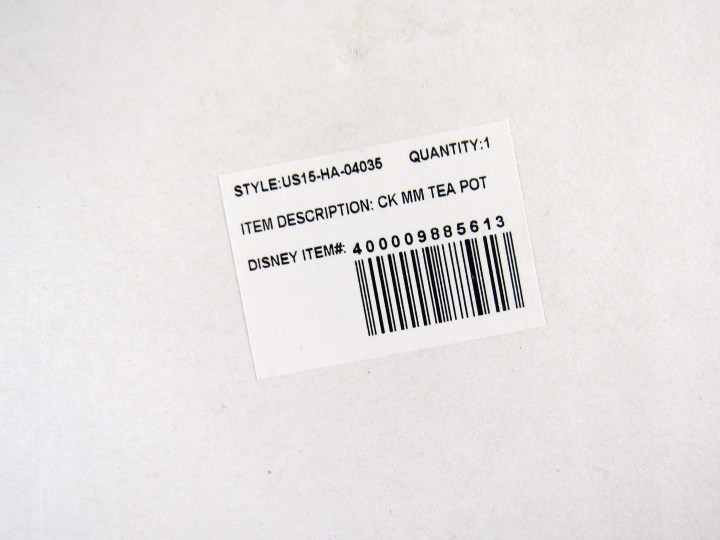 STYLE:US15-HA-04035 QUANTITY:1
ITEM DESCRIPTION: CK MM TEA POT
DISNEY ITEM#: 400009885613